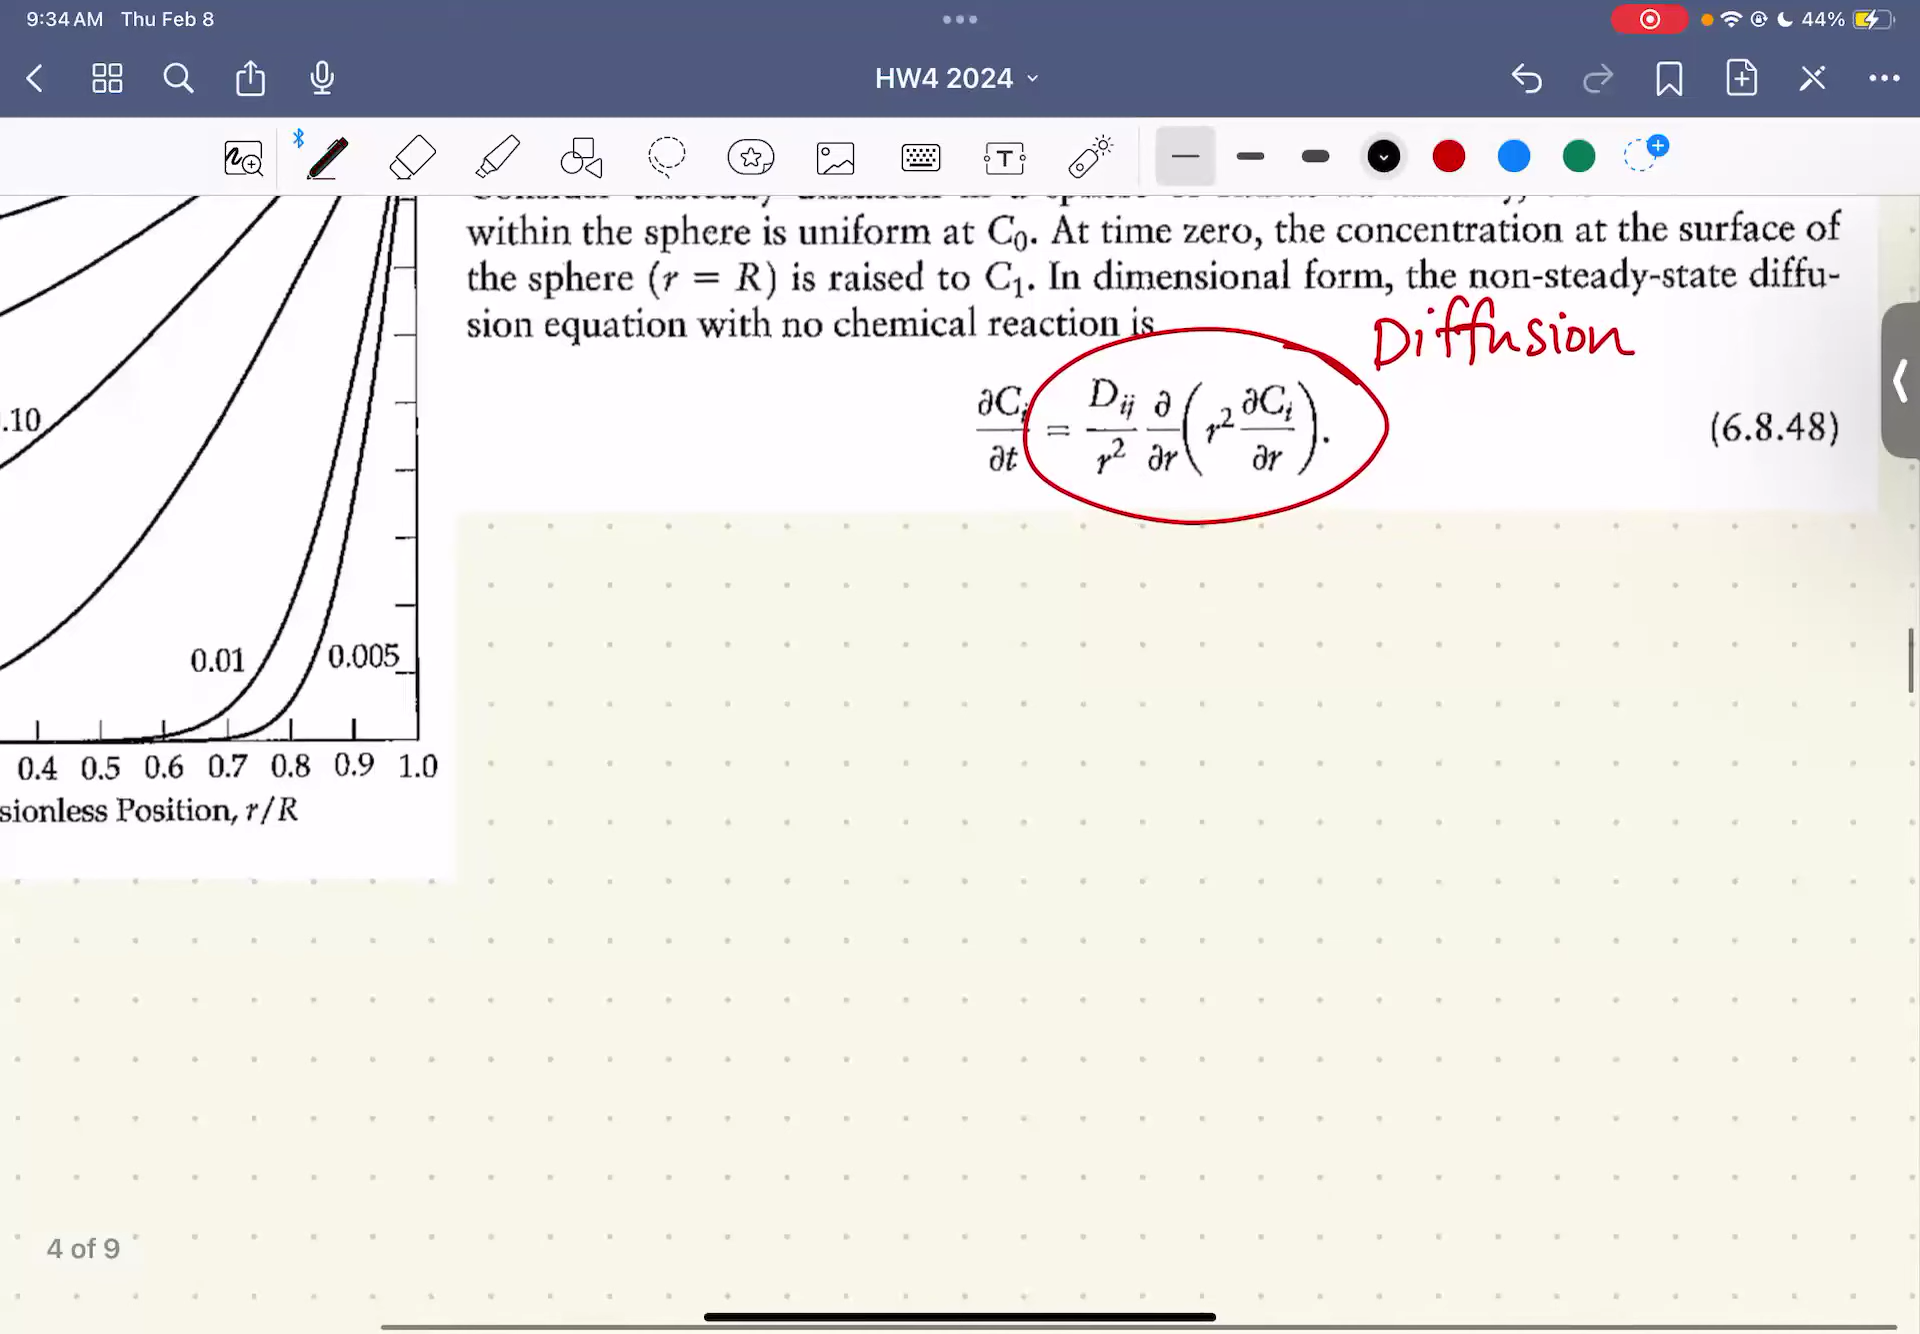 9:34 AM Thu Feb 8
44%
HW4 2024
within the sphere is uniform at C₀. At time zero, the concentration at the surface of
the sphere (r = R) is raised to C₁. In dimensional form, the non-steady-state diffu-
sion equation with no chemical reaction is
Diffusion
∂Cᵢ/∂t = Dᵢⱼ/r² ∂/∂r (r² ∂Cᵢ/∂r).
(6.8.48)
.10
0.01
0.005
0.4 0.5 0.6 0.7 0.8 0.9 1.0
sionless Position, r/R
4 of 9